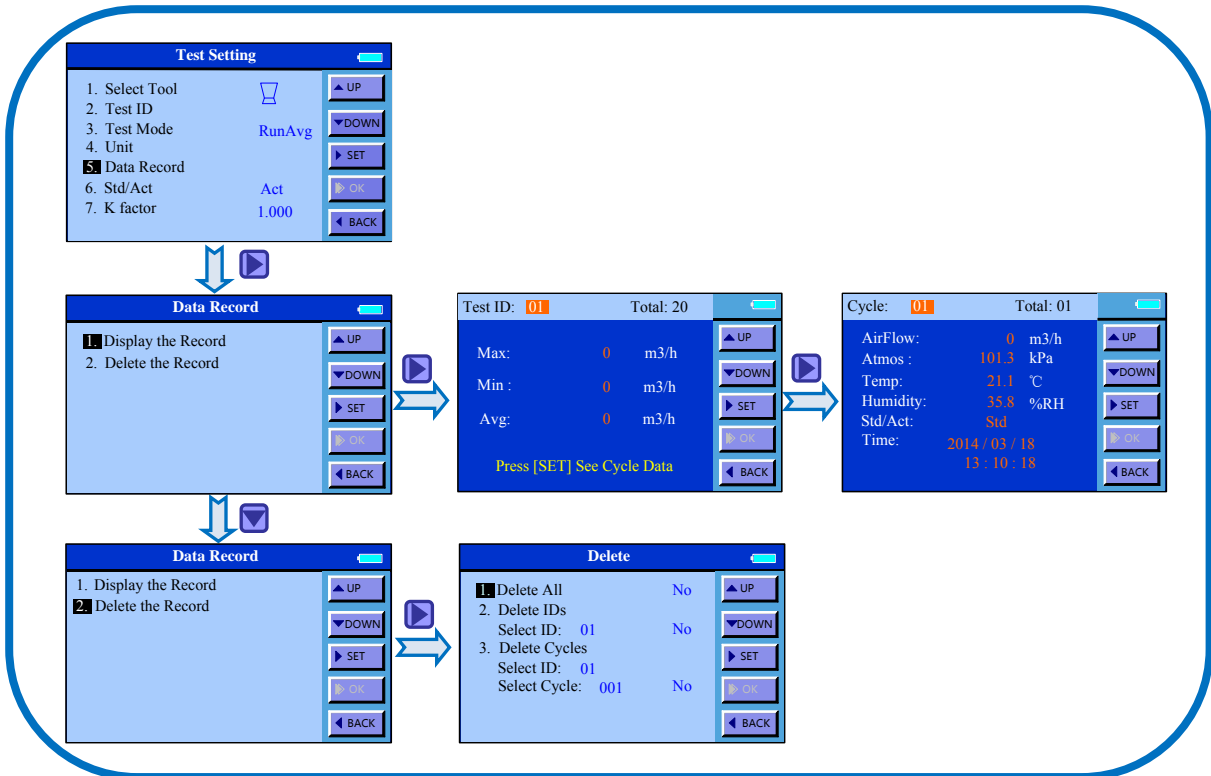 Test Setting
1. Select Tool
2. Test ID
3. Test Mode RunAvg
4. Unit
5. Data Record
6. Std/Act Act
7. K factor 1.000
UP
DOWN
SET
OK
BACK
Data Record
1. Display the Record
2. Delete the Record
UP
DOWN
SET
OK
BACK
Test ID: 01 Total: 20
Max: 0 m3/h
Min : 0 m3/h
Avg: 0 m3/h
Press [SET] See Cycle Data
UP
DOWN
SET
OK
BACK
Cycle: 01 Total: 01
AirFlow: 0 m3/h
Atmos : 101.3 kPa
Temp: 21.1 ℃
Humidity: 35.8 %RH
Std/Act: Std
Time: 2014 / 03 / 18
13 : 10 : 18
UP
DOWN
SET
OK
BACK
Data Record
1. Display the Record
2. Delete the Record
UP
DOWN
SET
OK
BACK
Delete
1. Delete All No
2. Delete IDs
Select ID: 01 No
3. Delete Cycles
Select ID: 01
Select Cycle: 001 No
UP
DOWN
SET
OK
BACK